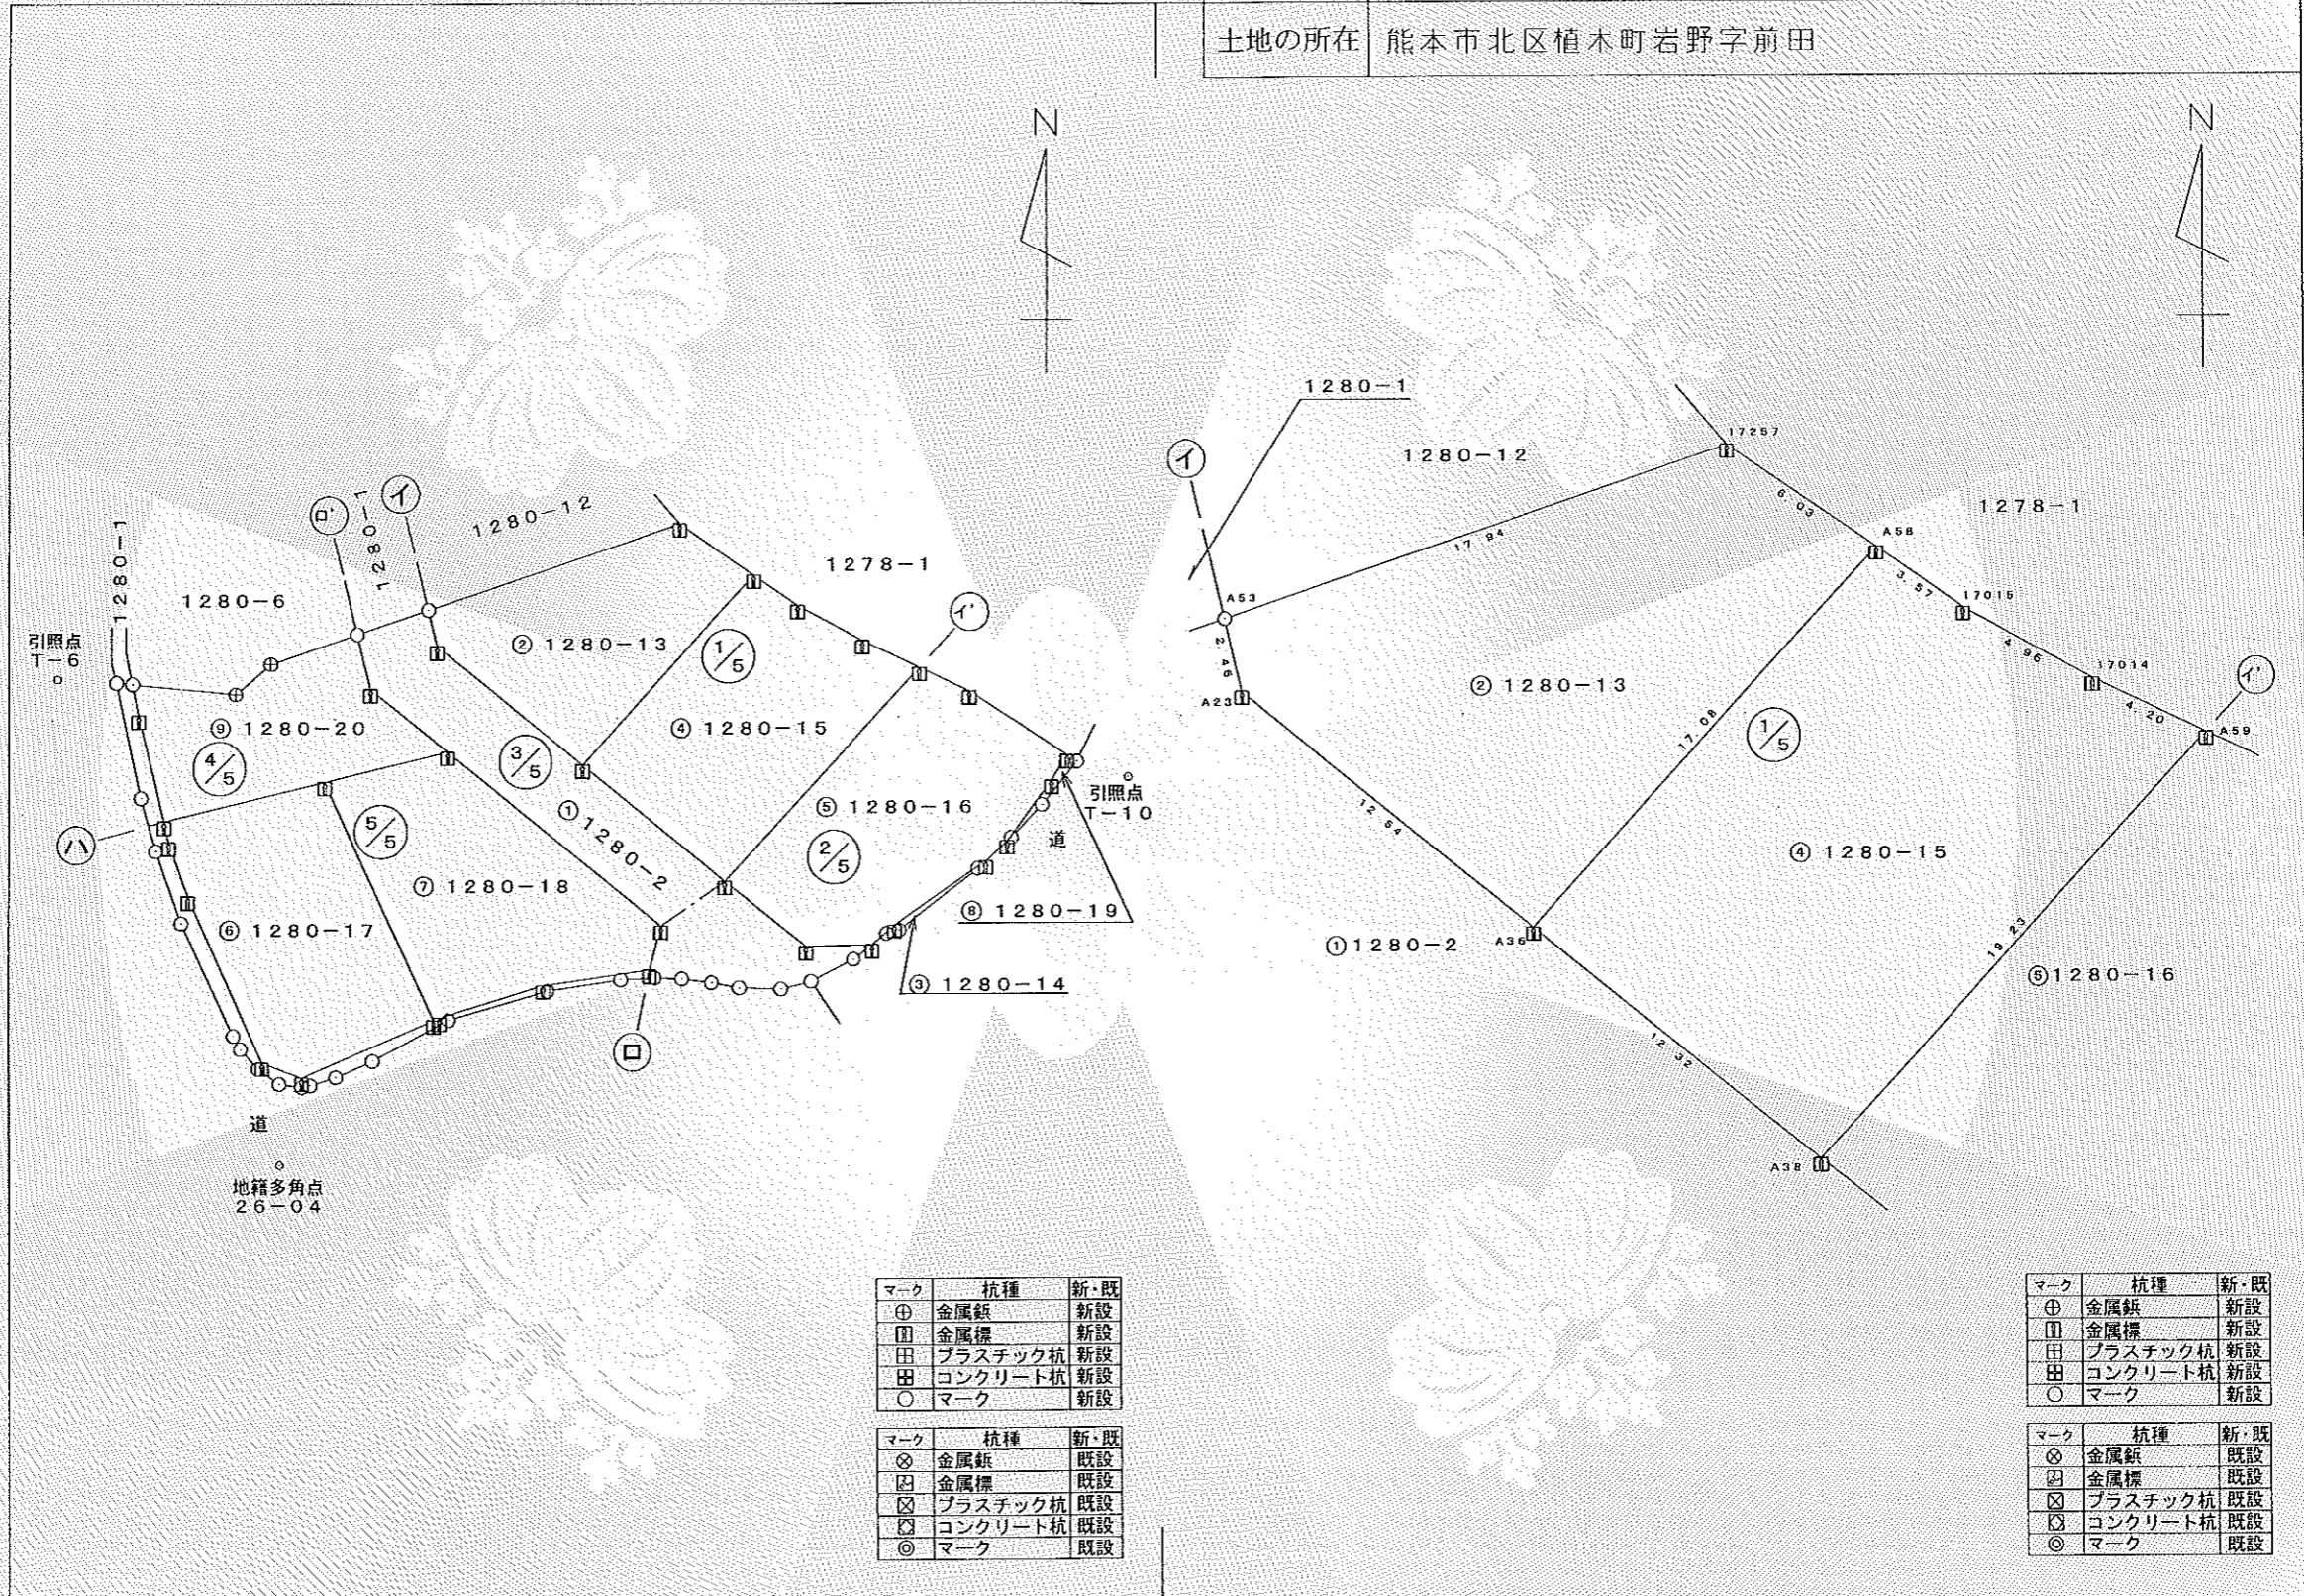 土地の所在 熊本市北区植木町岩野字前田
N
イ
ロ'
1280-1
1280-1
1280-12
1278-1
1280-6
引照点
T-6
② 1280-13
1/5
イ'
⑨ 1280-20
4/5
3/5
④ 1280-15
① 1280-2
⑤ 1280-16
2/5
引照点
T-10
道
ハ
5/5
⑦ 1280-18
⑥ 1280-17
⑧ 1280-19
③ 1280-14
ロ
道
地籍多角点
26-04
マーク 杭種 新・既
金属鋲 新設
金属標 新設
プラスチック杭 新設
コンクリート杭 新設
マーク 新設
マーク 杭種 新・既
金属鋲 既設
金属標 既設
プラスチック杭 既設
コンクリート杭 既設
マーク 既設
N
1280-1
イ
1280-12
17257
6.03
1278-1
A58
17.94
3.57
17015
A53
2.46
4.96
17014
A23
② 1280-13
4.20
イ'
A59
17.08
1/5
12.64
④ 1280-15
A36
①1280-2
19.23
⑤1280-16
12.32
A38
マーク 杭種 新・既
金属鋲 新設
金属標 新設
プラスチック杭 新設
コンクリート杭 新設
マーク 新設
マーク 杭種 新・既
金属鋲 既設
金属標 既設
プラスチック杭 既設
コンクリート杭 既設
マーク 既設